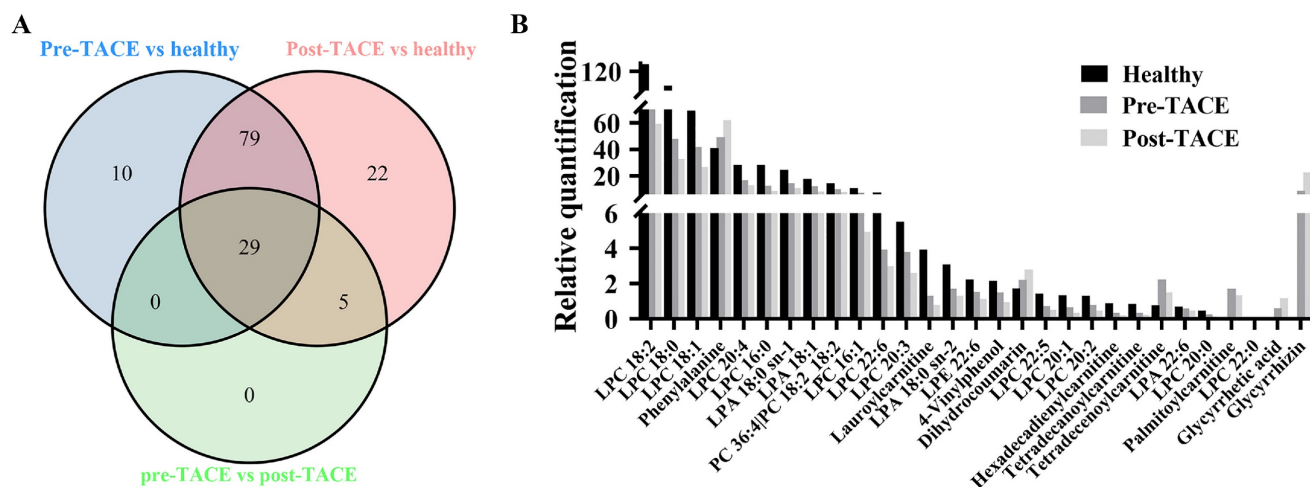 A
Pre-TACE vs healthy
Post-TACE vs healthy
10
79
22
29
0
5
0
pre-TACE vs post-TACE
B
Relative quantification
120
60
40
20
6
4
2
0
Healthy
Pre-TACE
Post-TACE
LPC 18:2
LPC 18:0
LPC 18:1
Phenylalanine
LPC 20:4
LPC 16:0
LPA 18:0 sn-1
LPA 18:1
PC 36:4|PC 18:2_18:2
LPC 16:1
LPC 22:6
LPC 20:3
Lauroylcarnitine
LPA 18:0 sn-2
LPE 22:6
4-Vinylphenol
Dihydrocoumarin
LPC 22:5
LPC 20:1
LPC 20:2
Hexadecadienylcarnitine
Tetradecanoylcarnitine
Tetradecenoylcarnitine
LPA 22:6
LPC 20:0
Palmitoylcarnitine
LPC 22:0
Glycyrrhetic acid
Glycyrrhizin